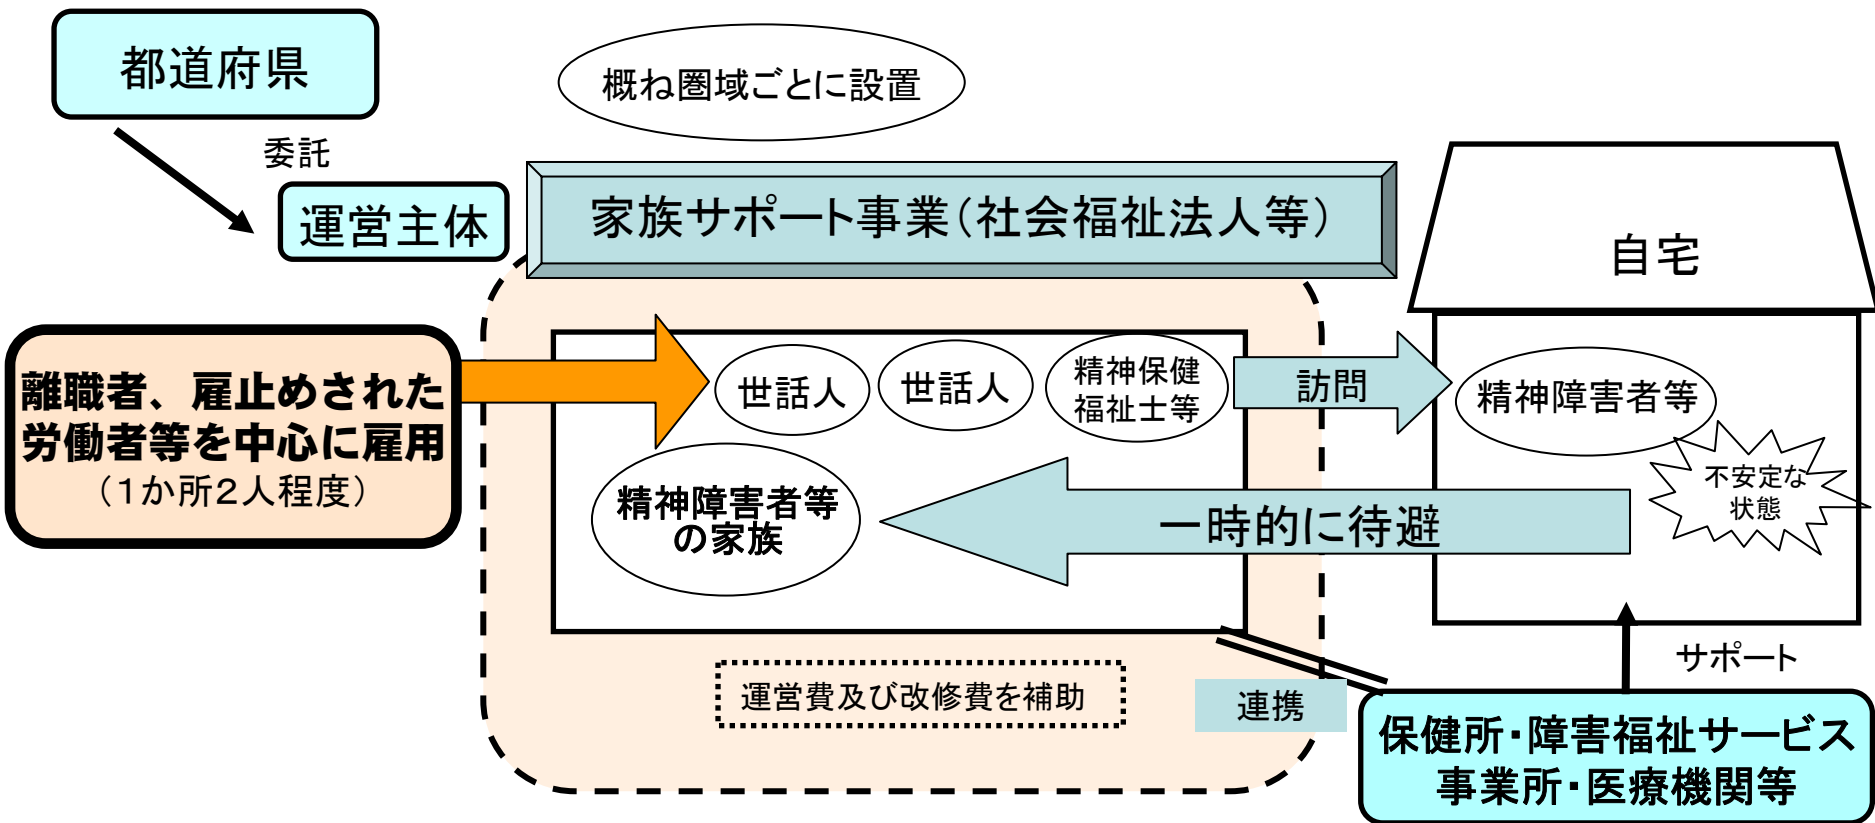 都道府県
概ね圏域ごとに設置
委託
運営主体
家族サポート事業（社会福祉法人等）
自宅
離職者、雇止めされた
労働者等を中心に雇用
（１か所２人程度）
世話人
世話人
精神保健
福祉士等
訪問
精神障害者等
不安定な
状態
精神障害者等
の家族
一時的に待避
運営費及び改修費を補助
連携
サポート
保健所・障害福祉サービス
事業所・医療機関等